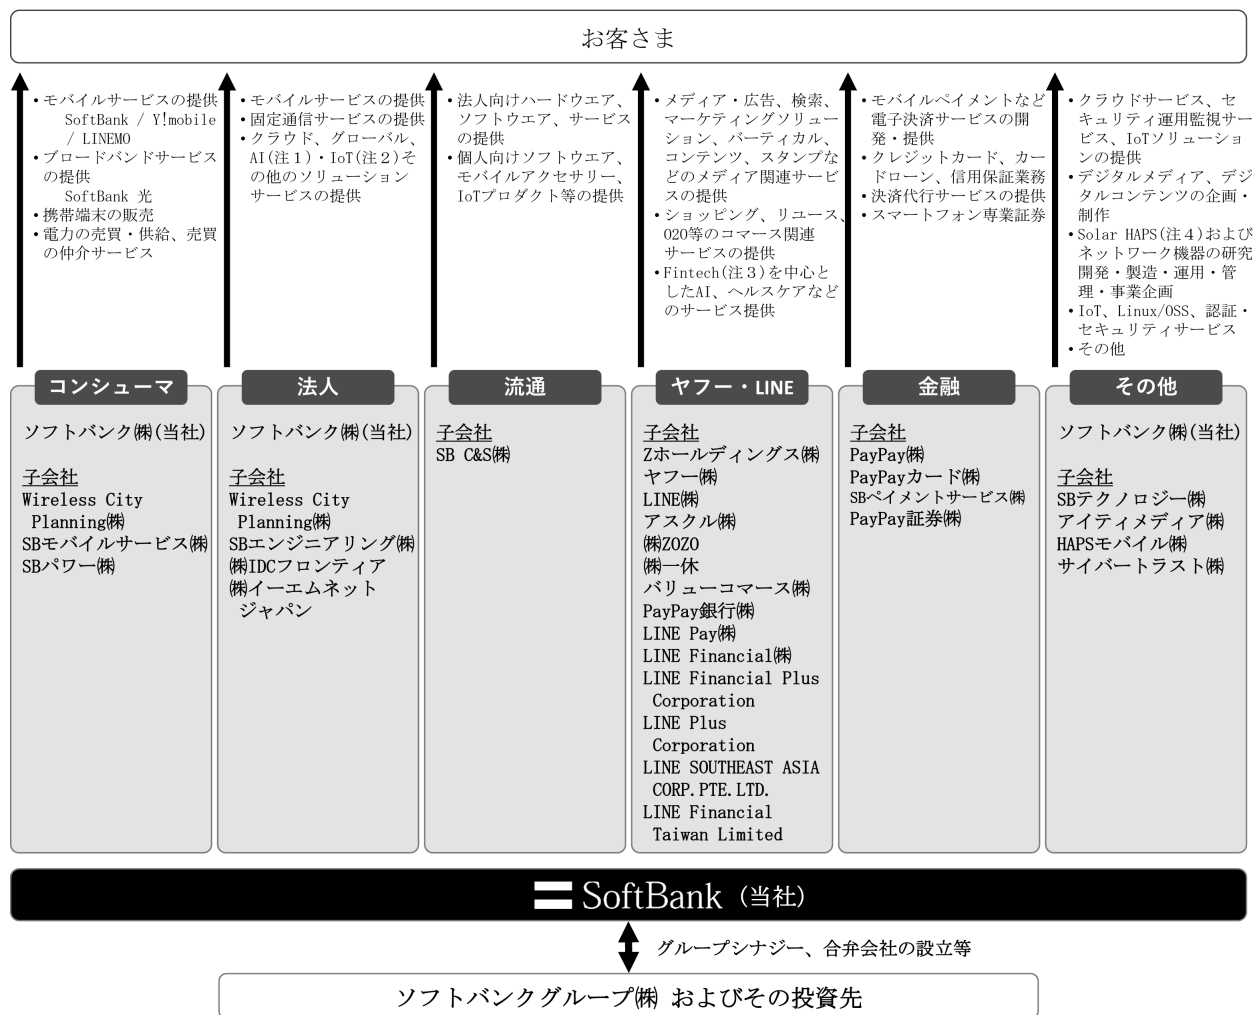 お客さま
・モバイルサービスの提供
SoftBank / Y!mobile
/ LINEMO
・ブロードバンドサービス
の提供
SoftBank 光
・携帯端末の販売
・電力の売買・供給、売買
の仲介サービス
・モバイルサービスの提供
・固定通信サービスの提供
・クラウド、グローバル、
AI(注１)・IoT(注２)そ
の他のソリューション
サービスの提供
・法人向けハードウエア、
ソフトウエア、サービス
の提供
・個人向けソフトウエア、
モバイルアクセサリー、
IoTプロダクト等の提供
・メディア・広告、検索、
マーケティングソリュー
ション、バーティカル、
コンテンツ、スタンプな
どのメディア関連サービ
スの提供
・ショッピング、リユース、
O2O等のコマース関連
サービスの提供
・Fintech(注３)を中心と
したAI、ヘルスケアなど
のサービス提供
・モバイルペイメントなど
電子決済サービスの開
発・提供
・クレジットカード、カー
ドローン、信用保証業務
・決済代行サービスの提供
・スマートフォン専業証券
・クラウドサービス、セ
キュリティ運用監視サー
ビス、IoTソリューショ
ンの提供
・デジタルメディア、デジ
タルコンテンツの企画・
制作
・Solar HAPS(注４)および
ネットワーク機器の研究
開発・製造・運用・管
理・事業企画
・IoT、Linux/OSS、認証・
セキュリティサービス
・その他
コンシューマ
ソフトバンク㈱(当社)
子会社
Wireless City
Planning㈱
SBモバイルサービス㈱
SBパワー㈱
法人
ソフトバンク㈱(当社)
子会社
Wireless City
Planning㈱
SBエンジニアリング㈱
㈱IDCフロンティア
㈱イーエムネット
ジャパン
流通
子会社
SB C&S㈱
ヤフー・LINE
子会社
Zホールディングス㈱
ヤフー㈱
LINE㈱
アスクル㈱
㈱ZOZO
㈱一休
バリューコマース㈱
PayPay銀行㈱
LINE Pay㈱
LINE Financial㈱
LINE Financial Plus
Corporation
LINE Plus
Corporation
LINE SOUTHEAST ASIA
CORP.PTE.LTD.
LINE Financial
Taiwan Limited
金融
子会社
PayPay㈱
PayPayカード㈱
SBペイメントサービス㈱
PayPay証券㈱
その他
ソフトバンク㈱(当社)
子会社
SBテクノロジー㈱
アイティメディア㈱
HAPSモバイル㈱
サイバートラスト㈱
SoftBank (当社)
グループシナジー、合弁会社の設立等
ソフトバンクグループ㈱ およびその投資先